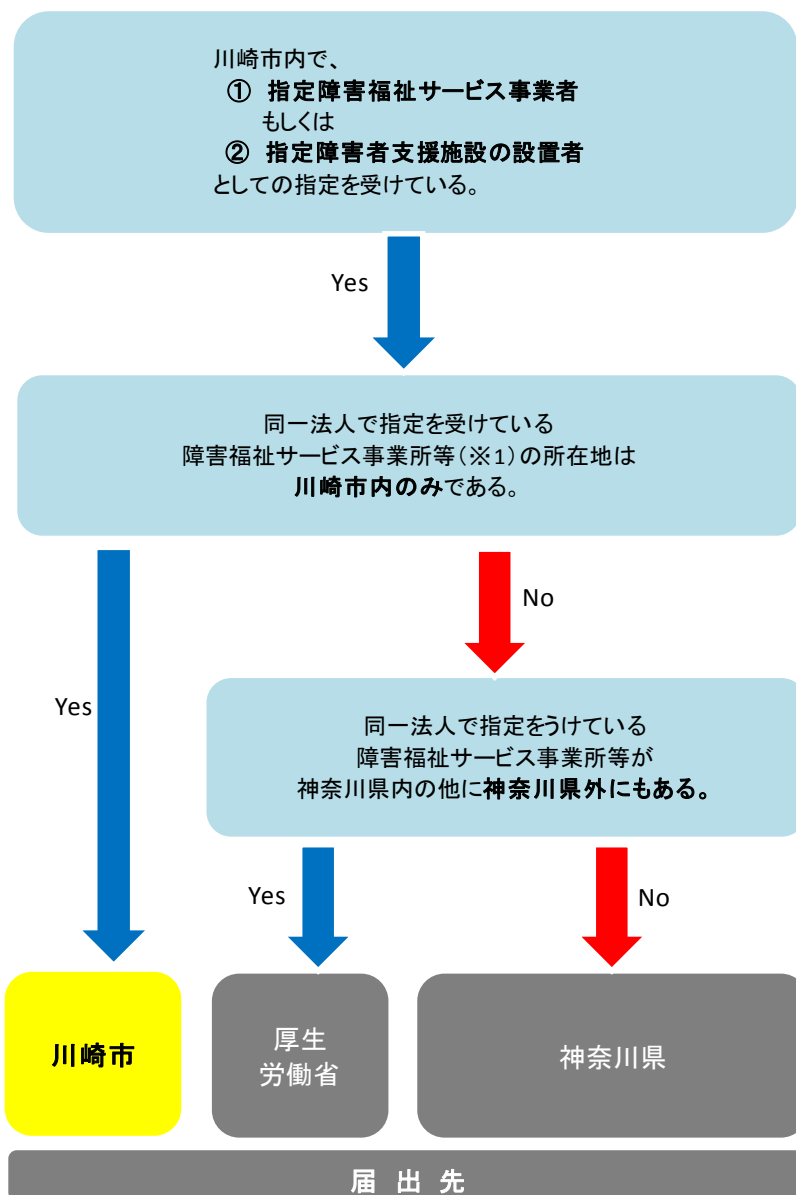 川崎市内で、
① 指定障害福祉サービス事業者
もしくは
② 指定障害者支援施設の設置者
としての指定を受けている。
Yes
同一法人で指定を受けている
障害福祉サービス事業所等(※1)の所在地は
川崎市内のみである。
No
Yes
同一法人で指定をうけている
障害福祉サービス事業所等が
神奈川県内の他に神奈川県外にもある。
Yes
No
川崎市
厚生
労働省
神奈川県
届 出 先